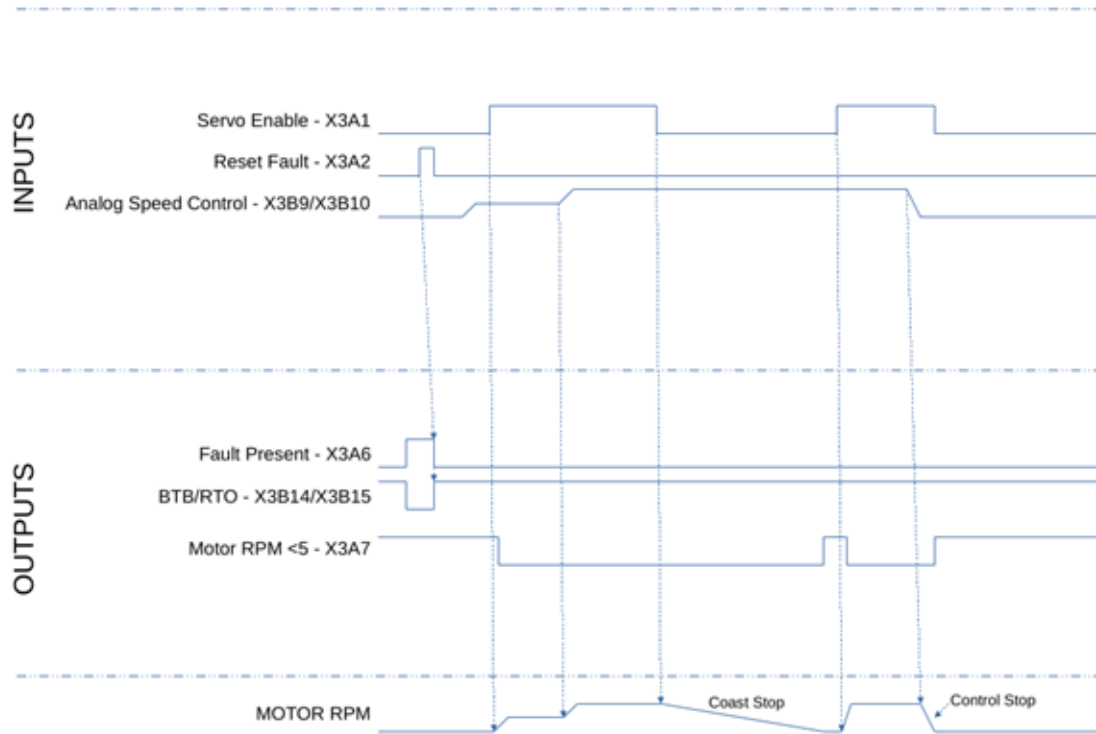 INPUTS
Servo Enable - X3A1
Reset Fault - X3A2
Analog Speed Control - X3B9/X3B10
OUTPUTS
Fault Present - X3A6
BTB/RTO - X3B14/X3B15
Motor RPM <5 - X3A7
MOTOR RPM
Coast Stop
Control Stop